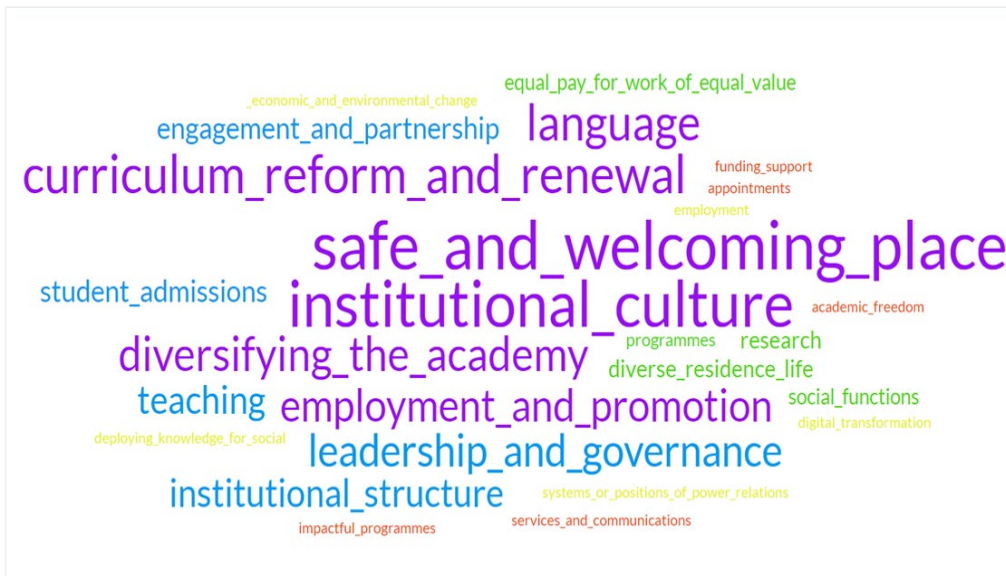 equal_pay_for_work_of_equal_value
_economic_and_environmental_change
engagement_and_partnership
language
curriculum_reform_and_renewal
funding_support
appointments
employment
safe_and_welcoming_place
student_admissions
institutional_culture
academic_freedom
diversifying_the_academy
programmes
research
diverse_residence_life
teaching
employment_and_promotion
social_functions
digital_transformation
deploying_knowledge_for_social
leadership_and_governance
institutional_structure
systems_or_positions_of_power_relations
impactful_programmes
services_and_communications